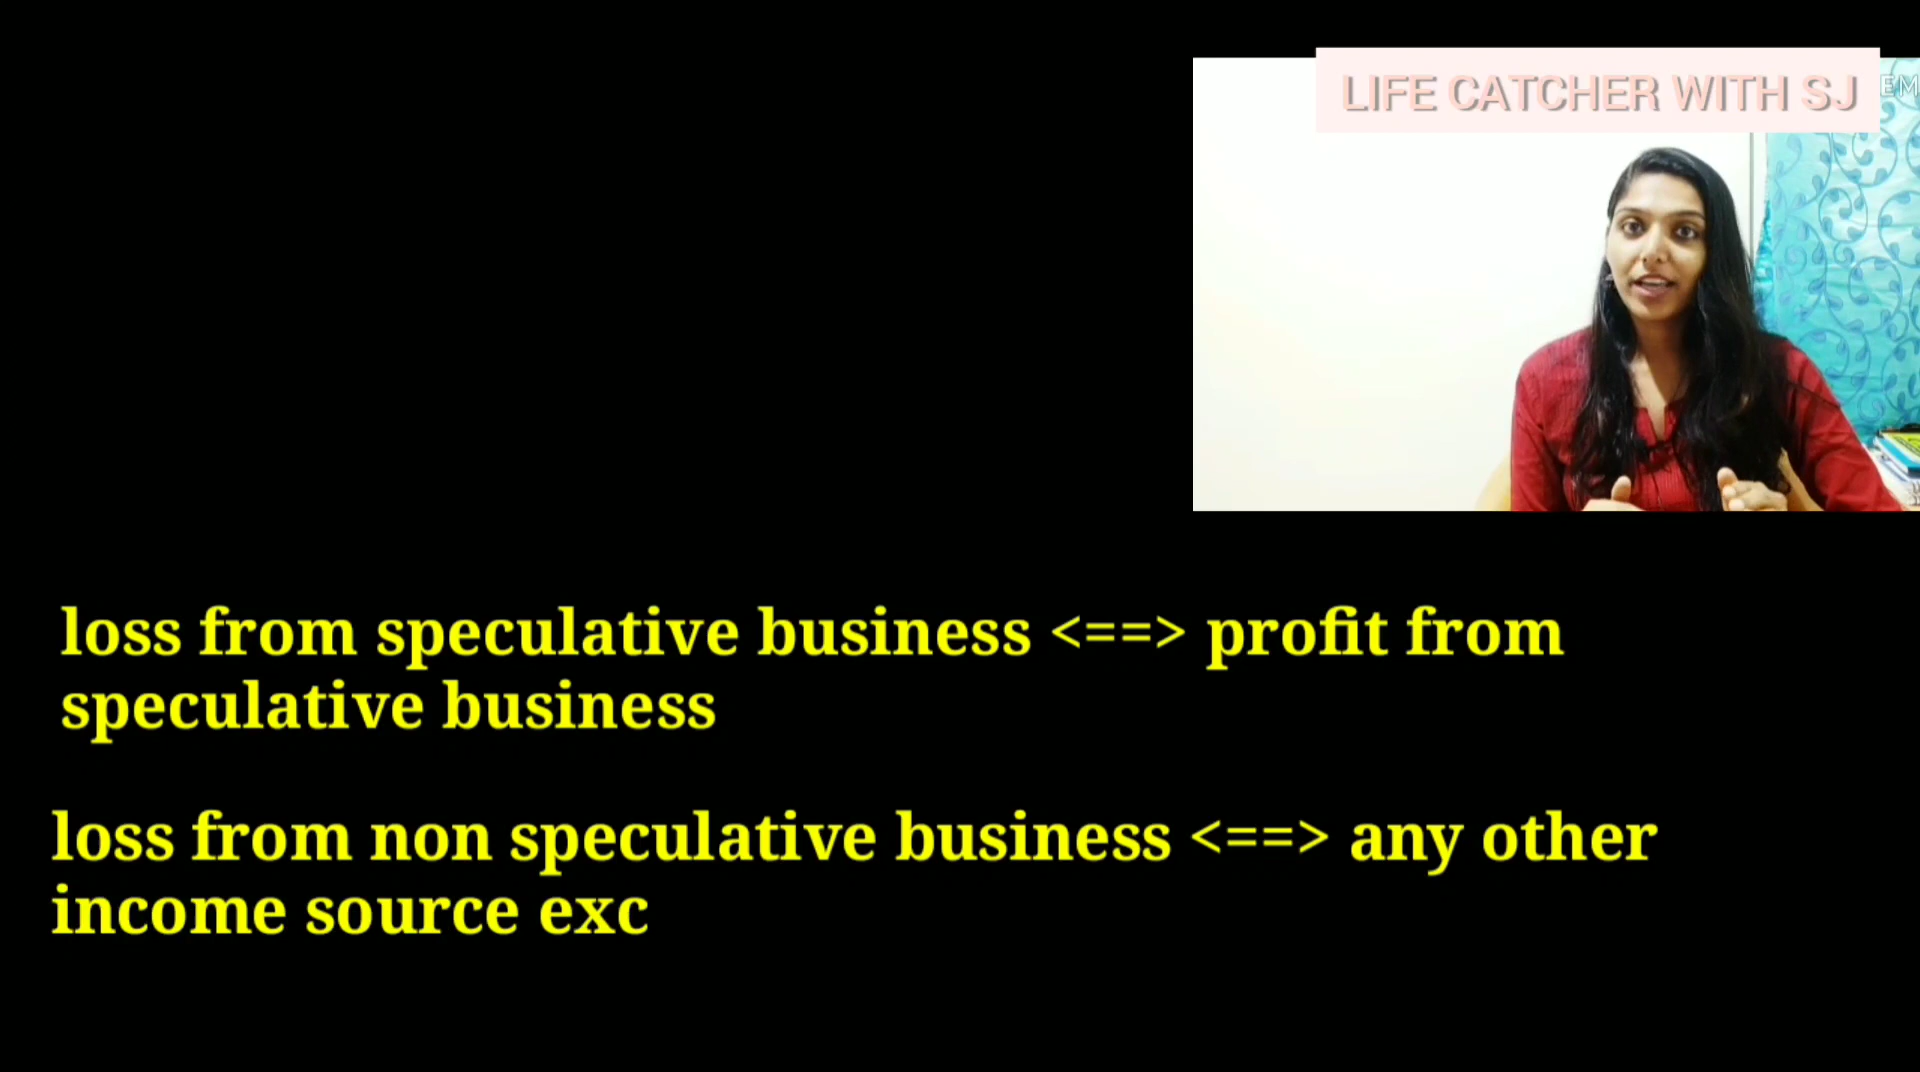 LIFE CATCHER WITH SJ
EM
loss from speculative business <==> profit from
speculative business
loss from non speculative business <==> any other
income source exc